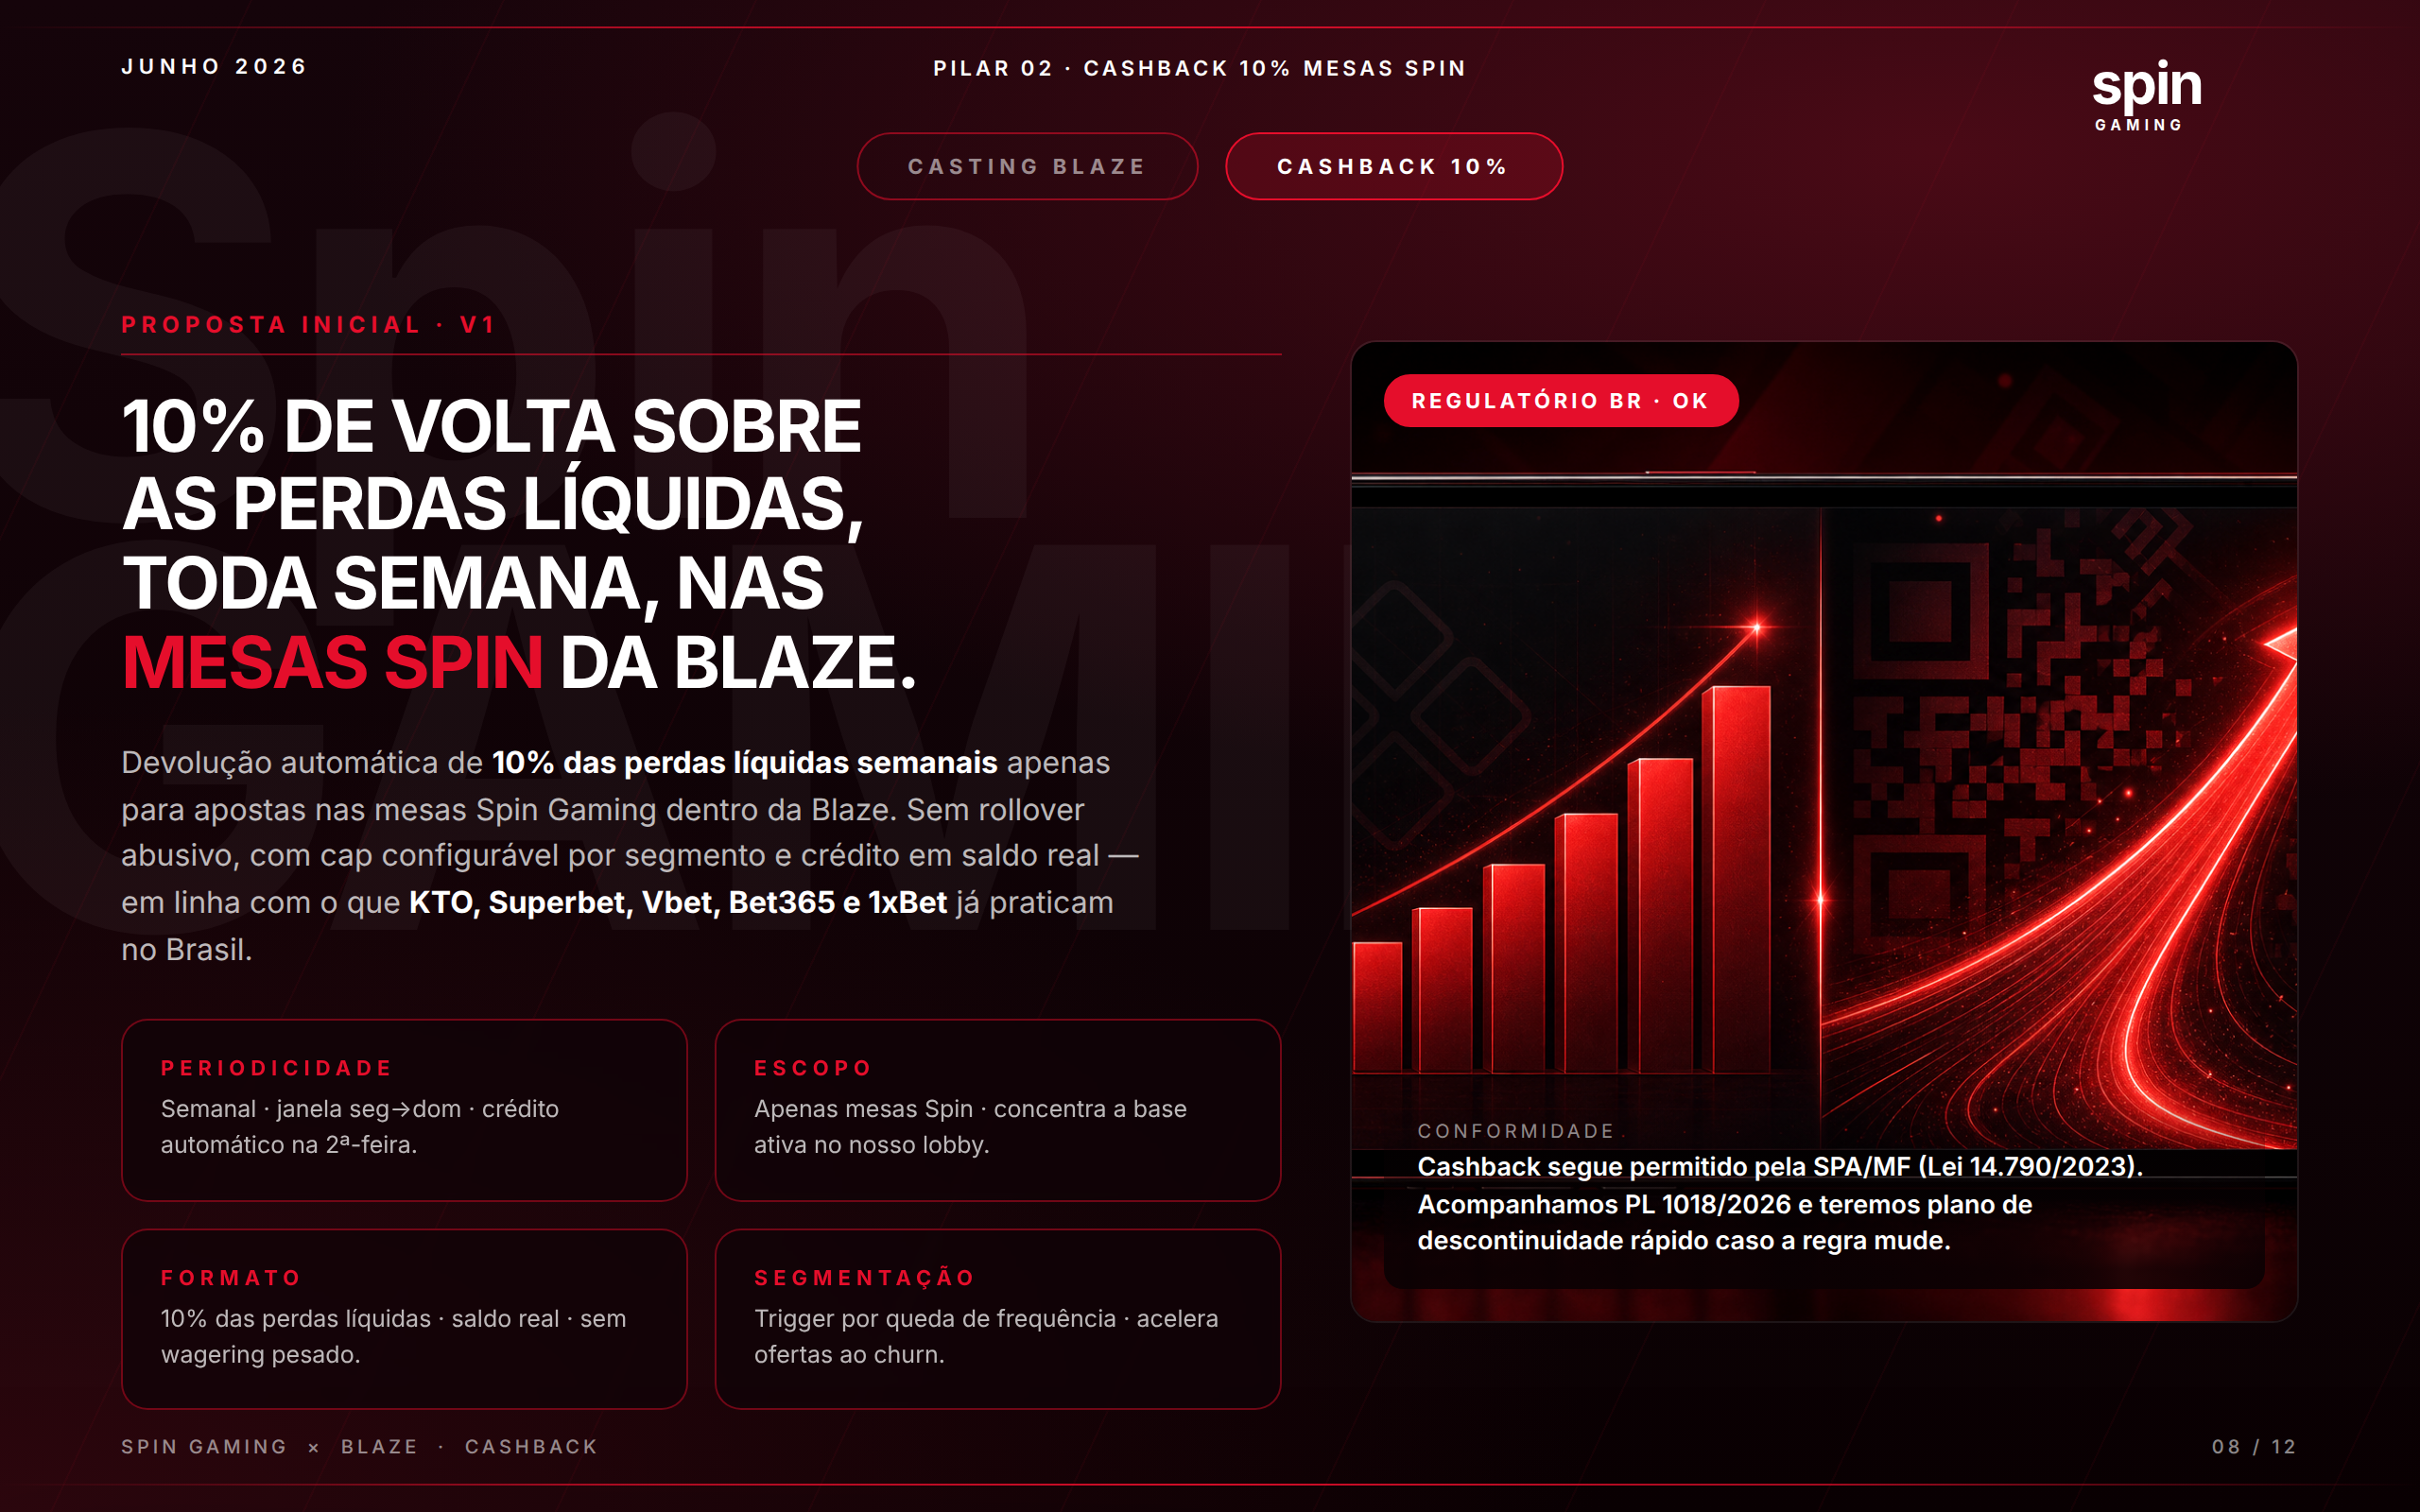 JUNHO 2026
PILAR 02 · CASHBACK 10% MESAS SPIN
spin
GAMING
CASTING BLAZE
CASHBACK 10%
Spin
GAMI
PROPOSTA INICIAL · V1
10% DE VOLTA SOBRE
AS PERDAS LÍQUIDAS,
TODA SEMANA, NAS
MESAS SPIN DA BLAZE.
Devolução automática de 10% das perdas líquidas semanais apenas
para apostas nas mesas Spin Gaming dentro da Blaze. Sem rollover
abusivo, com cap configurável por segmento e crédito em saldo real —
em linha com o que KTO, Superbet, Vbet, Bet365 e 1xBet já praticam
no Brasil.
PERIODICIDADE
Semanal · janela seg→dom · crédito
automático na 2ª-feira.
ESCOPO
Apenas mesas Spin · concentra a base
ativa no nosso lobby.
FORMATO
10% das perdas líquidas · saldo real · sem
wagering pesado.
SEGMENTAÇÃO
Trigger por queda de frequência · acelera
ofertas ao churn.
REGULATÓRIO BR · OK
CONFORMIDADE
Cashback segue permitido pela SPA/MF (Lei 14.790/2023).
Acompanhamos PL 1018/2026 e teremos plano de
descontinuidade rápido caso a regra mude.
SPIN GAMING × BLAZE · CASHBACK
08 / 12